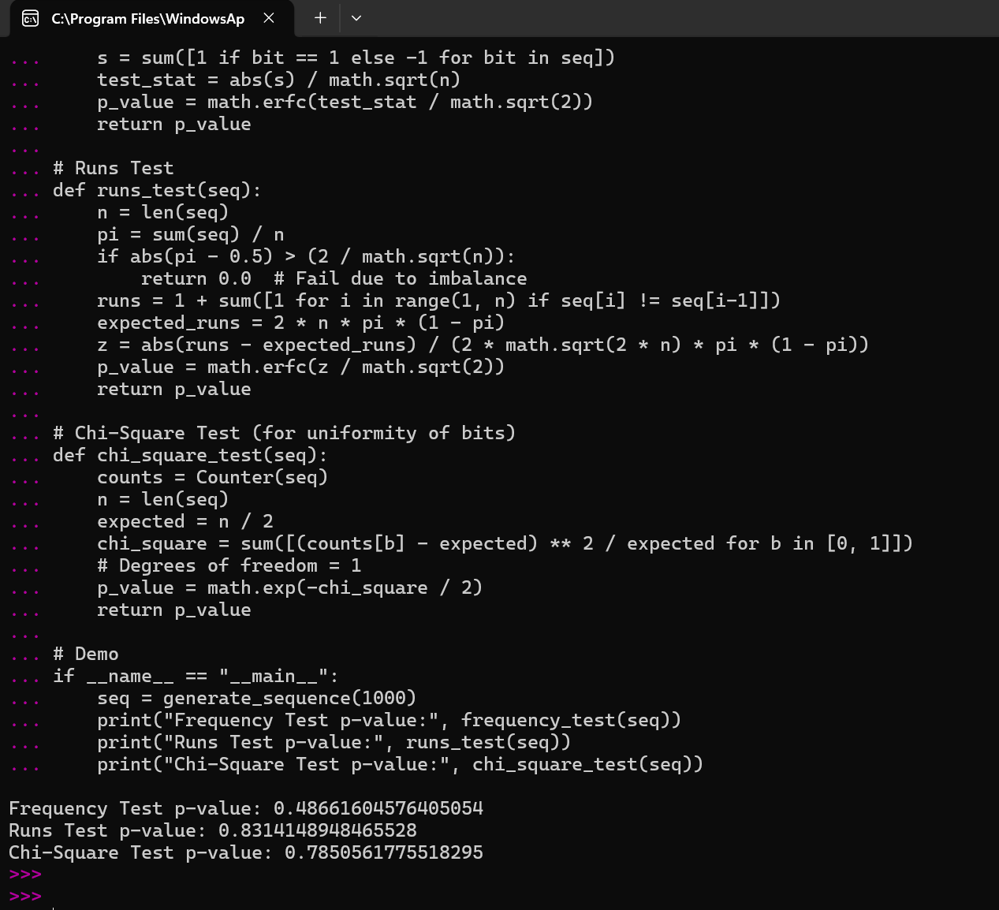 C:\Program Files\WindowsAp
...     s = sum([1 if bit == 1 else -1 for bit in seq])
...     test_stat = abs(s) / math.sqrt(n)
...     p_value = math.erfc(test_stat / math.sqrt(2))
...     return p_value
...
... # Runs Test
... def runs_test(seq):
...     n = len(seq)
...     pi = sum(seq) / n
...     if abs(pi - 0.5) > (2 / math.sqrt(n)):
...         return 0.0  # Fail due to imbalance
...     runs = 1 + sum([1 for i in range(1, n) if seq[i] != seq[i-1]])
...     expected_runs = 2 * n * pi * (1 - pi)
...     z = abs(runs - expected_runs) / (2 * math.sqrt(2 * n) * pi * (1 - pi))
...     p_value = math.erfc(z / math.sqrt(2))
...     return p_value
...
... # Chi-Square Test (for uniformity of bits)
... def chi_square_test(seq):
...     counts = Counter(seq)
...     n = len(seq)
...     expected = n / 2
...     chi_square = sum([(counts[b] - expected) ** 2 / expected for b in [0, 1]])
...     # Degrees of freedom = 1
...     p_value = math.exp(-chi_square / 2)
...     return p_value
...
... # Demo
... if __name__ == "__main__":
...     seq = generate_sequence(1000)
...     print("Frequency Test p-value:", frequency_test(seq))
...     print("Runs Test p-value:", runs_test(seq))
...     print("Chi-Square Test p-value:", chi_square_test(seq))
Frequency Test p-value: 0.48661604576405054
Runs Test p-value: 0.8314148948465528
Chi-Square Test p-value: 0.7850561775518295
>>>
>>>